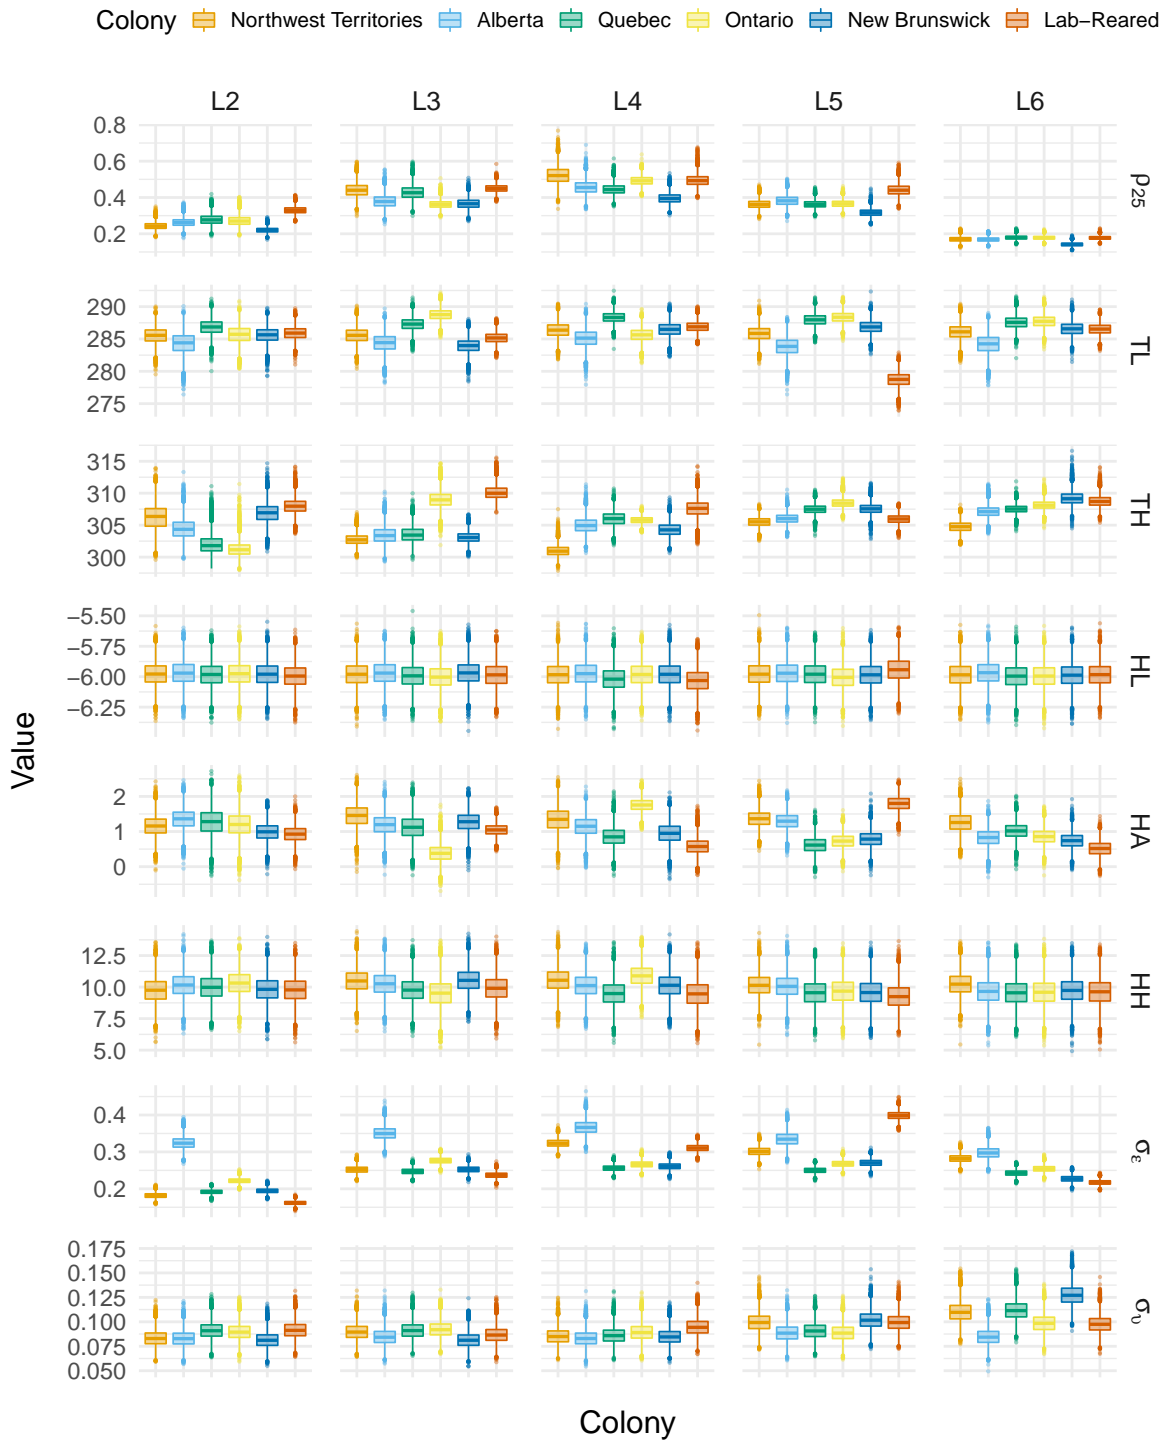 Colony Northwest Territories Alberta Quebec Ontario New Brunswick Lab−Reared
L2 L3 L4 L5 L6
0.8
0.6
0.4
0.2
ρ25
290
285
280
275
TL
315
310
305
300
TH
−5.50
−5.75
−6.00
−6.25
HL
Value
2
1
0
HA
12.5
10.0
7.5
5.0
HH
0.4
0.3
0.2
σε
0.175
0.150
0.125
0.100
0.075
0.050
συ
Colony